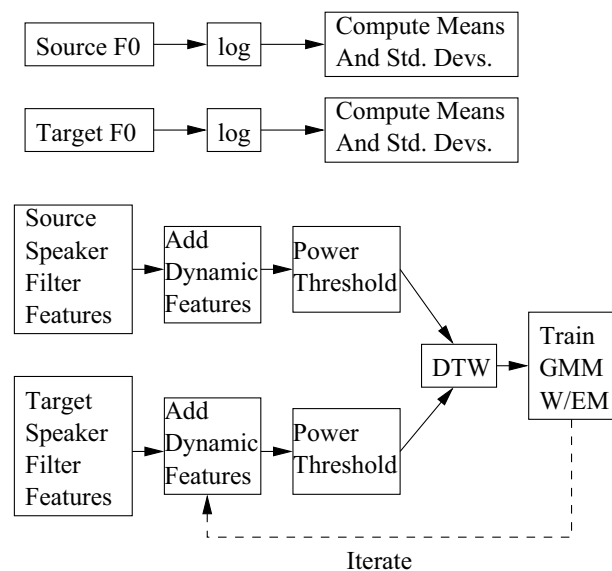 Source F0
log
Compute Means
And Std. Devs.
Target F0
log
Compute Means
And Std. Devs.
Source
Speaker
Filter
Features
Add
Dynamic
Features
Power
Threshold
DTW
Train
GMM
W/EM
Target
Speaker
Filter
Features
Add
Dynamic
Features
Power
Threshold
Iterate